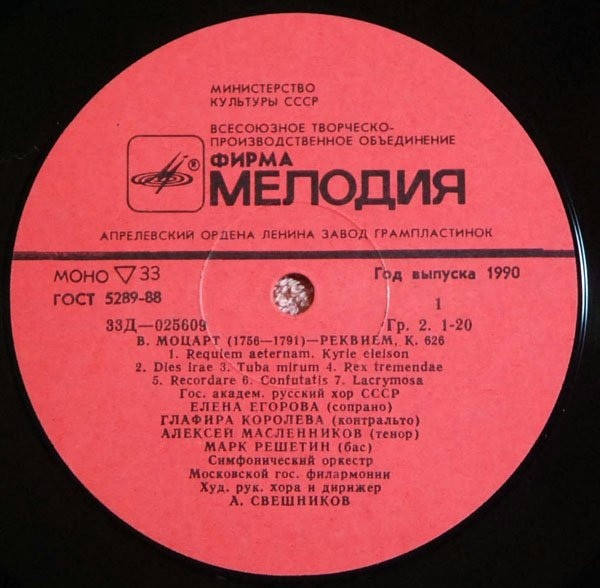 МИНИСТЕРСТВО
КУЛЬТУРЫ СССР
ВСЕСОЮЗНОЕ ТВОРЧЕСКО-
ПРОИЗВОДСТВЕННОЕ ОБЪЕДИНЕНИЕ
ФИРМА
® МЕЛОДИЯ
АПРЕЛЕВСКИЙ ОРДЕНА ЛЕНИНА ЗАВОД ГРАМПЛАСТИНОК
МОНО ▽ 33 Год выпуска 1990
ГОСТ 5289-88 1
33Д—025609 Гр. 2. 1-20
В. МОЦАРТ (1756—1791)—РЕКВИЕМ, К. 626
1. Requiem aeternam. Kyrie eleison
2. Dies irae 3. Tuba mirum 4. Rex tremendae
5. Recordare 6. Confutatis 7. Lacrymosa
Гос. академ. русский хор СССР
ЕЛЕНА ЕГОРОВА (сопрано)
ГЛАФИРА КОРОЛЕВА (контральто)
АЛЕКСЕЙ МАСЛЕННИКОВ (тенор)
МАРК РЕШЕТИН (бас)
Симфонический оркестр
Московской гос. филармонии
Худ. рук. хора и дирижер
А. СВЕШНИКОВ